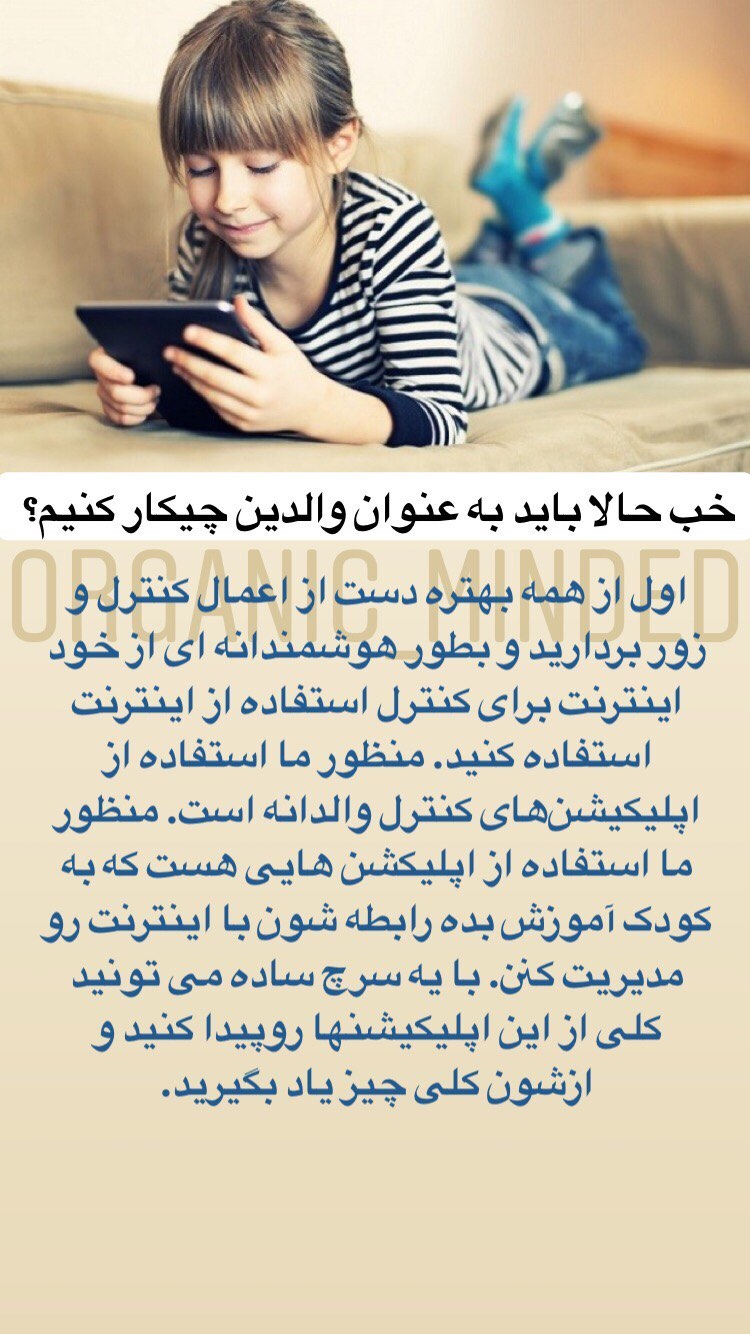 خب حالا باید به عنوان والدین چیکار کنیم؟
ORGANIC_MINDED
اول از همه بهتره دست از اعمال کنترل و
زور بردارید و بطور هوشمندانه ای از خود
اینترنت برای کنترل استفاده از اینترنت
استفاده کنید. منظور ما استفاده از
اپلیکیشن‌های کنترل والدانه است. منظور
ما استفاده از اپلیکشن هایی هست که به
کودک آموزش بده رابطه شون با اینترنت رو
مدیریت کنن. با یه سرچ ساده می تونید
کلی از این اپلیکیشنها روپیدا کنید و
ازشون کلی چیز یاد بگیرید.